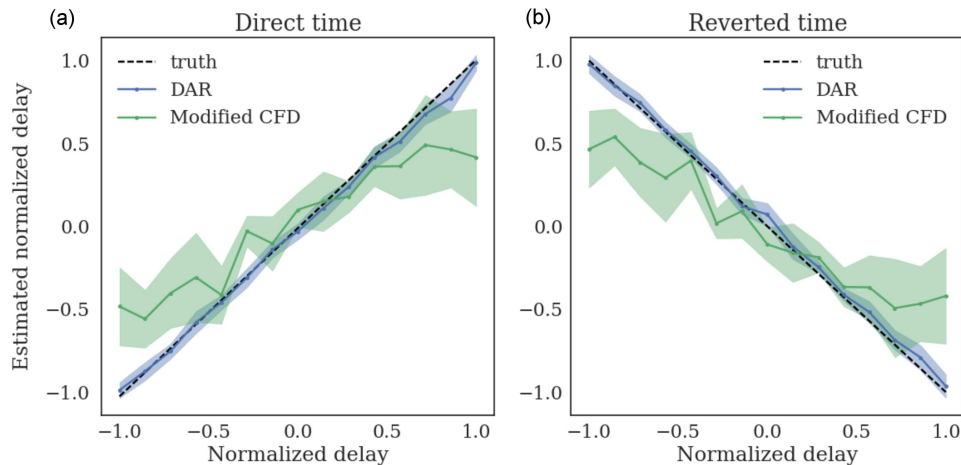 (a)
Direct time
Estimated normalized delay
1.0
0.5
0.0
−0.5
−1.0
truth
DAR
Modified CFD
−1.0
−0.5
0.0
0.5
1.0
Normalized delay
(b)
Reverted time
1.0
0.5
0.0
−0.5
−1.0
truth
DAR
Modified CFD
−1.0
−0.5
0.0
0.5
1.0
Normalized delay